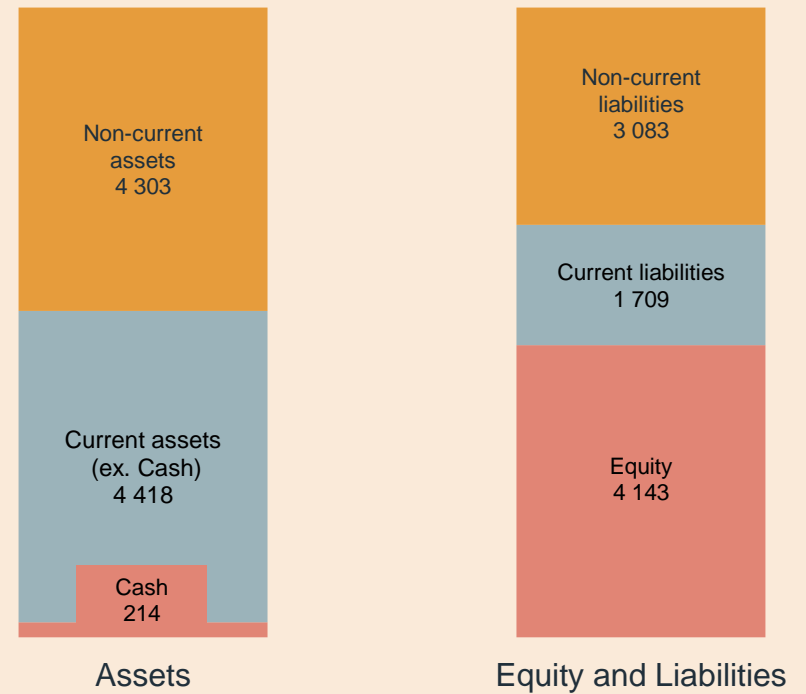 Non-current
assets
4 303
Current assets
(ex. Cash)
4 418
Cash
214
Assets
Non-current
liabilities
3 083
Current liabilities
1 709
Equity
4 143
Equity and Liabilities